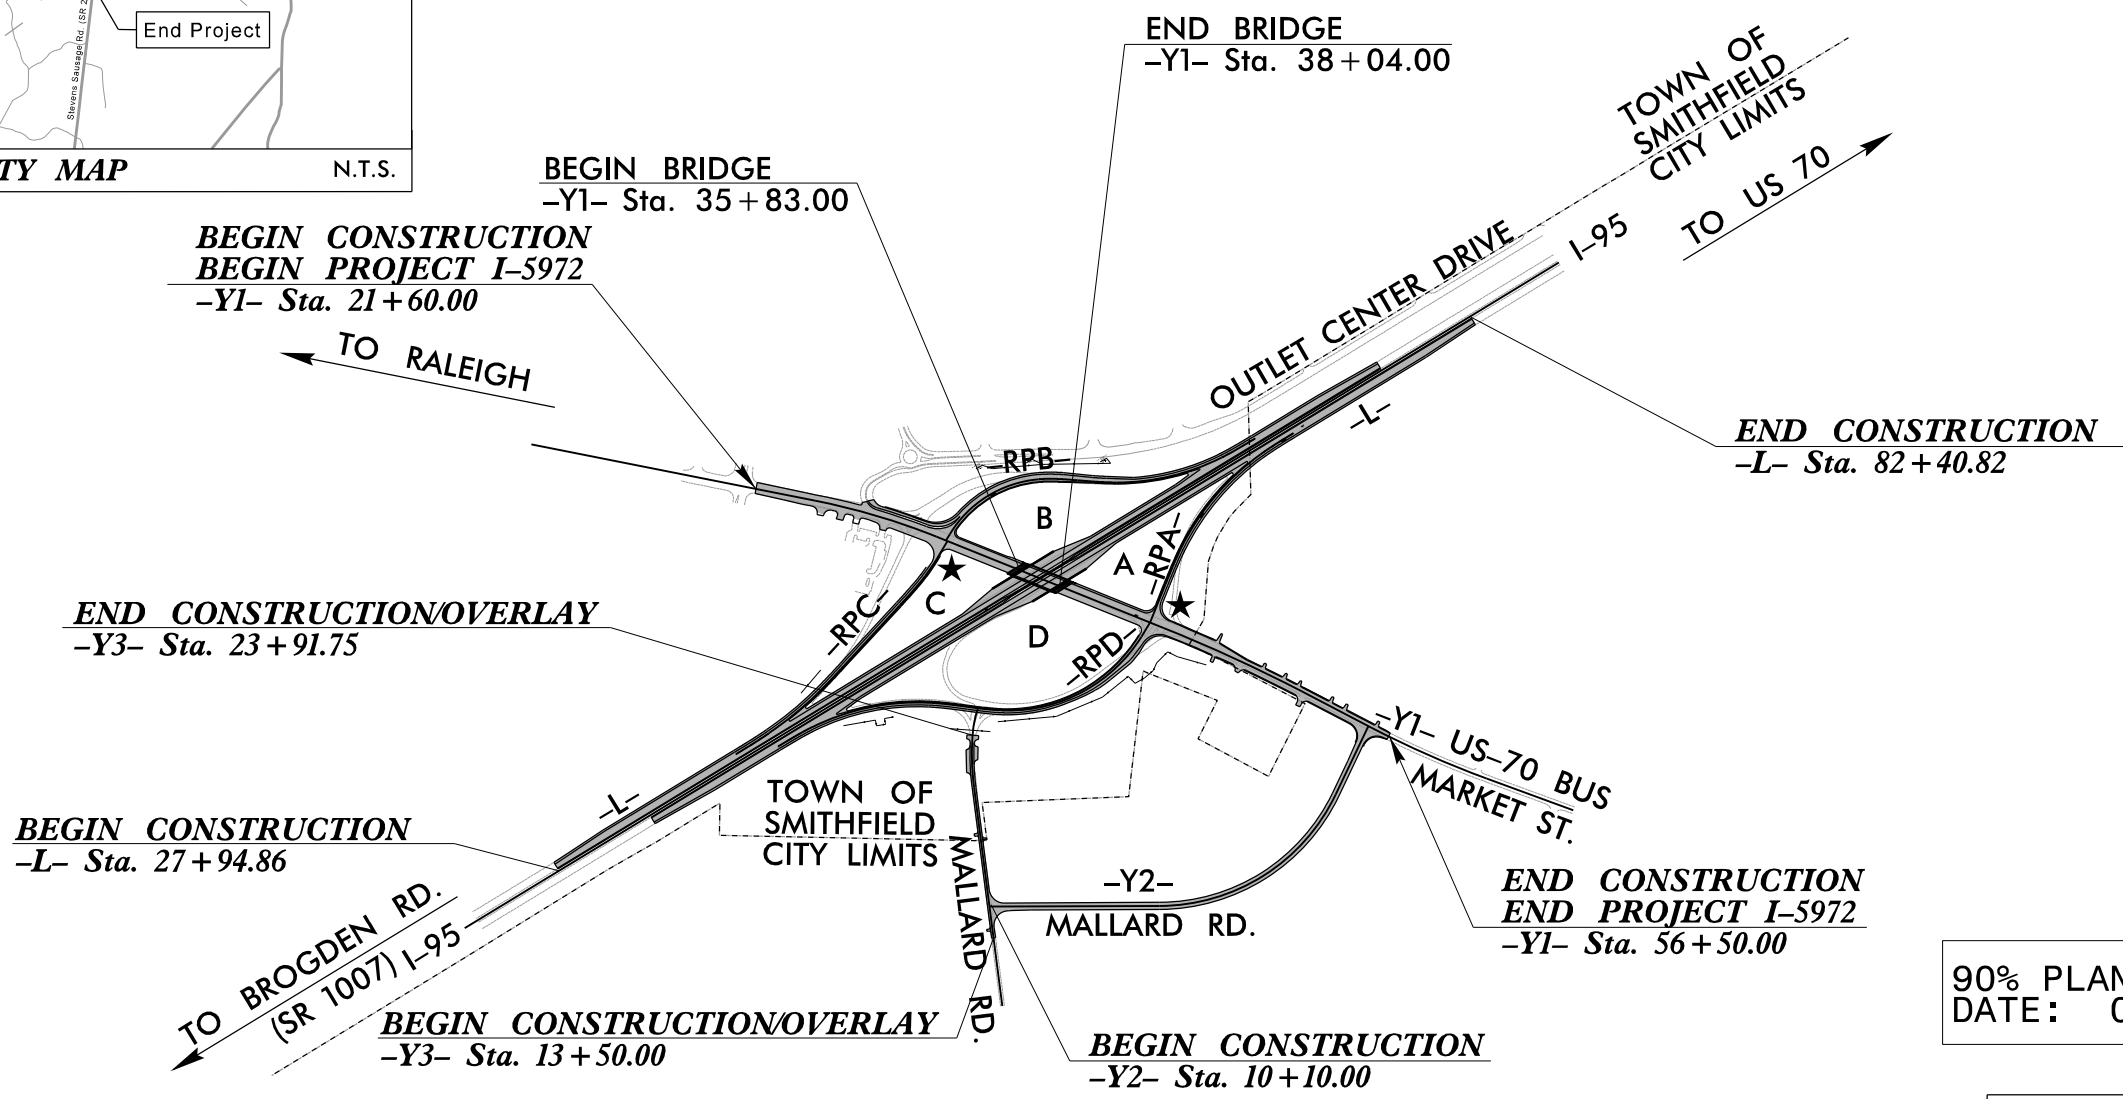 End Project
Stevens Sausage Rd. (SR 2
TY MAP
N.T.S.
END BRIDGE
–Y1– Sta. 38+04.00
TOWN OF
SMITHFIELD
CITY LIMITS
TO US 70
I–95
BEGIN BRIDGE
–Y1– Sta. 35+83.00
BEGIN CONSTRUCTION
BEGIN PROJECT I–5972
–Y1– Sta. 21+60.00
TO RALEIGH
OUTLET CENTER DRIVE
–L–
END CONSTRUCTION
–L– Sta. 82+40.82
–RPB–
B
A
–RPA–
C
D
–RPC–
–RPD–
END CONSTRUCTION/OVERLAY
–Y3– Sta. 23+91.75
–Y1– US–70 BUS
MARKET ST.
–L–
TOWN OF
SMITHFIELD
CITY LIMITS
BEGIN CONSTRUCTION
–L– Sta. 27+94.86
MALLARD RD.
–Y2–
MALLARD RD.
END CONSTRUCTION
END PROJECT I–5972
–Y1– Sta. 56+50.00
TO BROGDEN RD.
(SR 1007)
I–95
BEGIN CONSTRUCTION/OVERLAY
–Y3– Sta. 13+50.00
BEGIN CONSTRUCTION
–Y2– Sta. 10+10.00
90% PLAN
DATE: 0